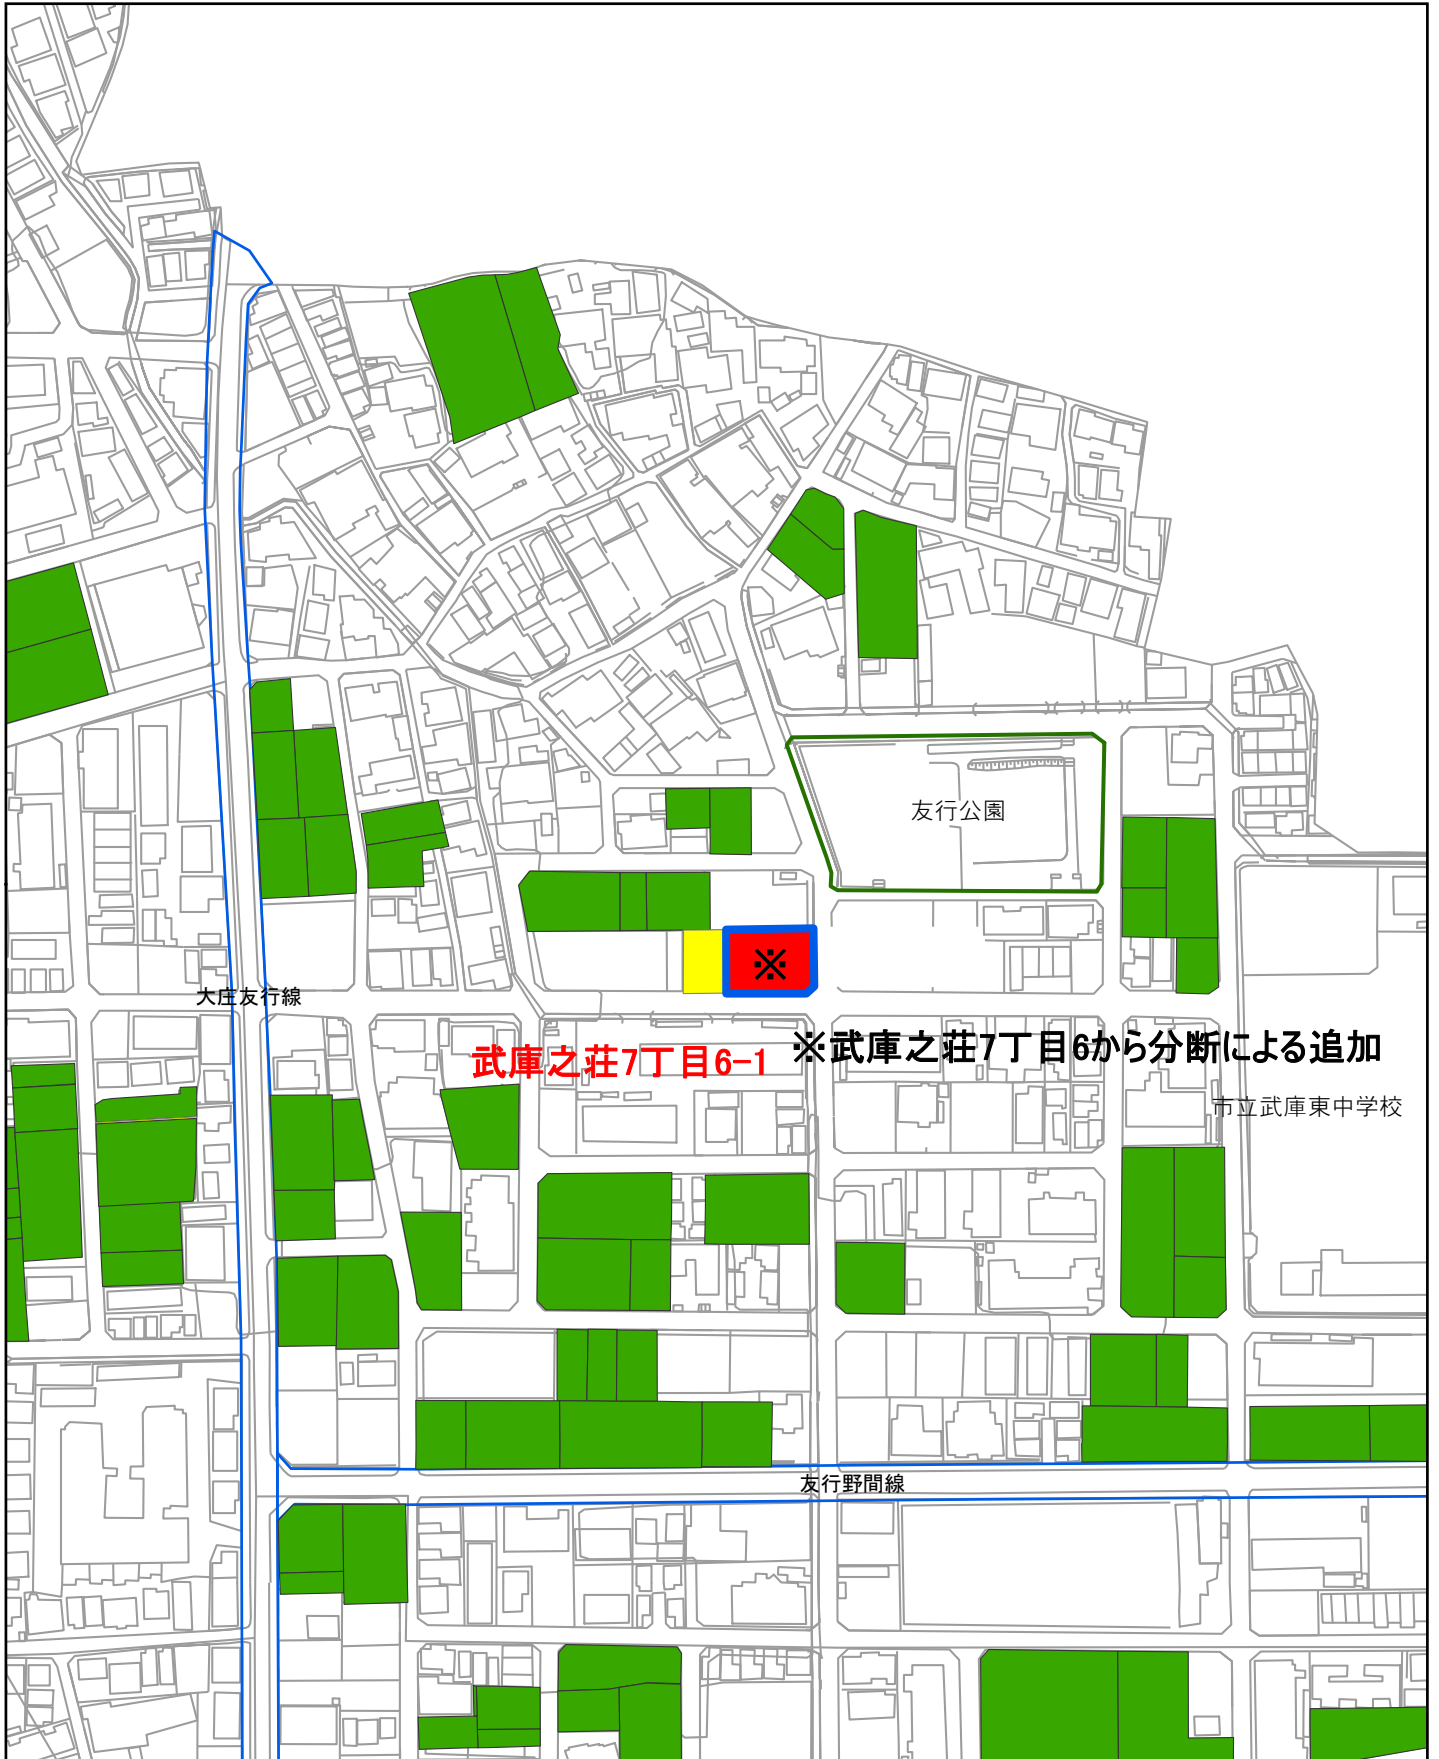 友行公園
※
大庄友行線
武庫之荘7丁目6-1
※武庫之荘7丁目6から分断による追加
市立武庫東中学校
友行野間線